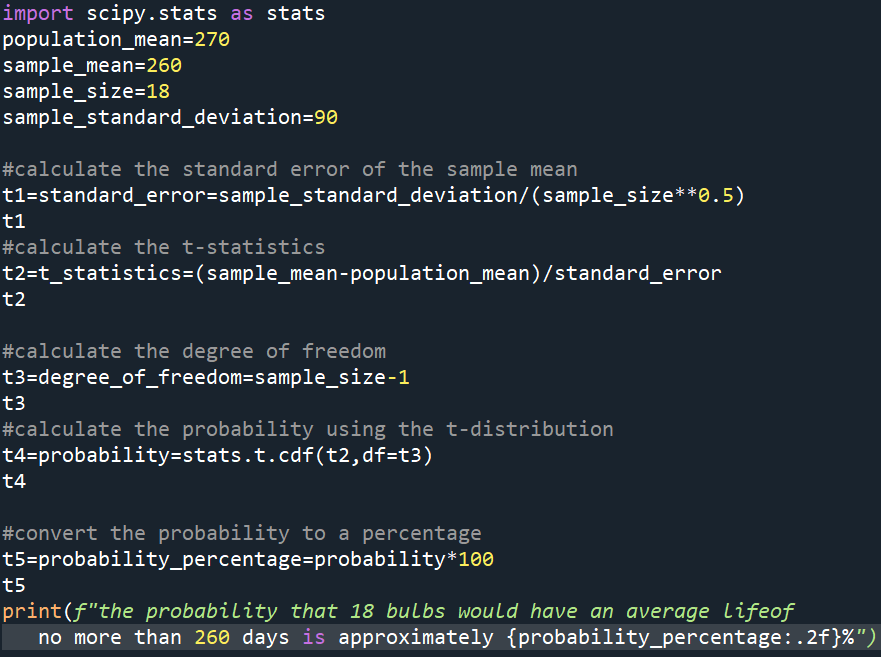 import scipy.stats as stats
population_mean=270
sample_mean=260
sample_size=18
sample_standard_deviation=90
#calculate the standard error of the sample mean
t1=standard_error=sample_standard_deviation/(sample_size**0.5)
t1
#calculate the t-statistics
t2=t_statistics=(sample_mean-population_mean)/standard_error
t2
#calculate the degree of freedom
t3=degree_of_freedom=sample_size-1
t3
#calculate the probability using the t-distribution
t4=probability=stats.t.cdf(t2,df=t3)
t4
#convert the probability to a percentage
t5=probability_percentage=probability*100
t5
print(f"the probability that 18 bulbs would have an average lifeof
no more than 260 days is approximately {probability_percentage:.2f}%")